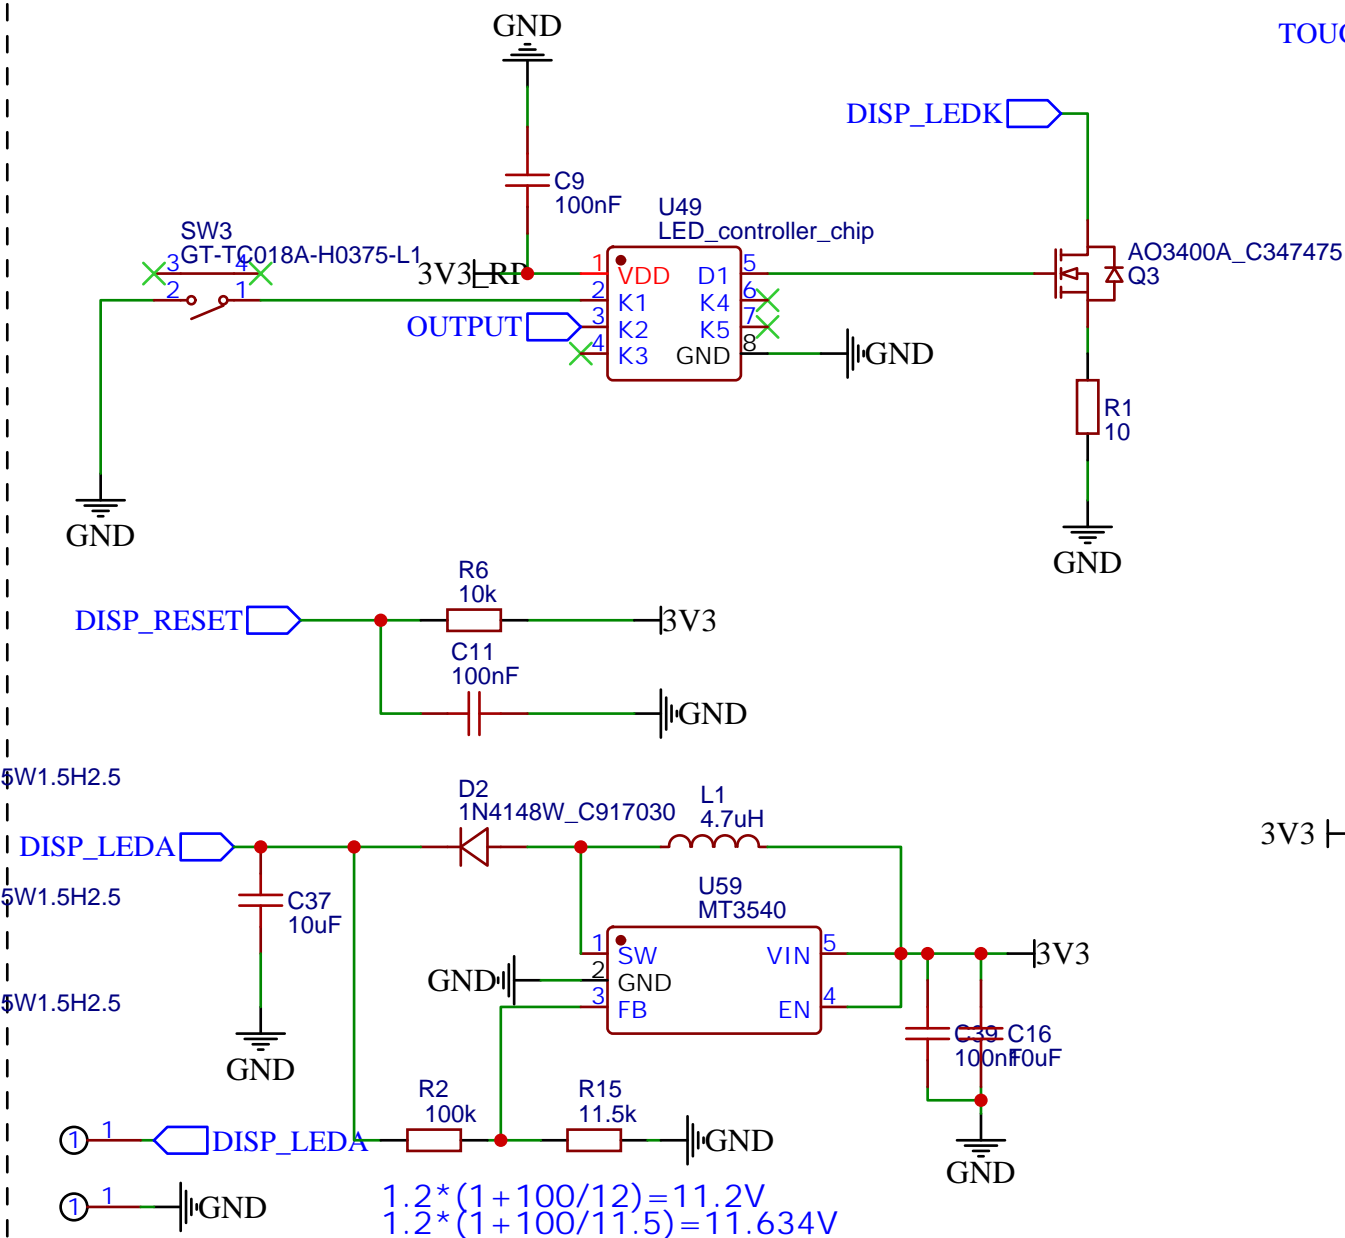 GND
TOUC
DISP_LEDK
C9
100nF
U49
LED_controller_chip
SW3
GT-TC018A-H0375-L1
3 4
2 1
3V3_RP
1 VDD D1 5
2 K1 K4 6
3 K2 K5 7
4 K3 GND 8
OUTPUT
GND
AO3400A_C347475
Q3
R1
10
GND
GND
R6
10k
DISP_RESET
3V3
C11
100nF
GND
5W1.5H2.5
D2
1N4148W_C917030
L1
4.7uH
DISP_LEDA
3V3
5W1.5H2.5
C37
10uF
U59
MT3540
1 SW VIN 5
2 GND
3 FB EN 4
GND
3V3
5W1.5H2.5
C39
100nF
C16
10uF
GND
R2
100k
R15
11.5k
1 1
DISP_LEDA
GND
GND
1 1
GND
1.2*(1+100/12)=11.2V
1.2*(1+100/11.5)=11.634V